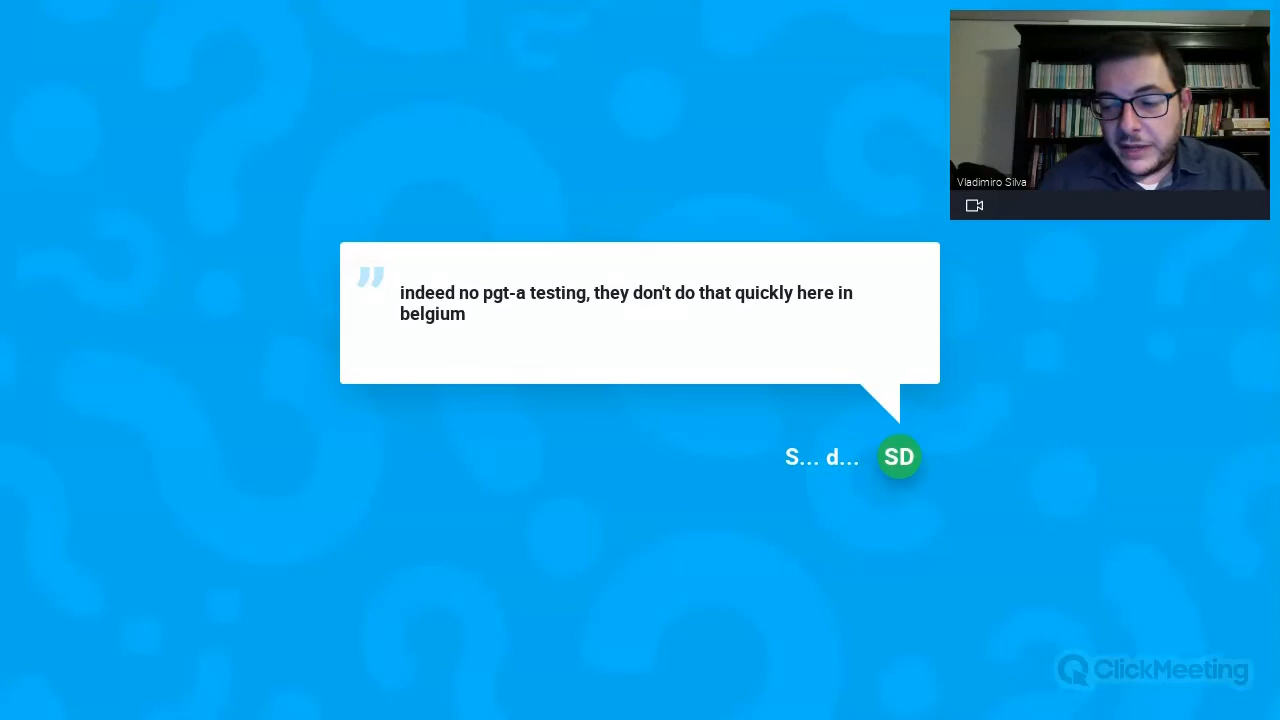 Vladimiro Silva
indeed no pgt-a testing, they don't do that quickly here in
belgium
S... d...
SD
ClickMeeting